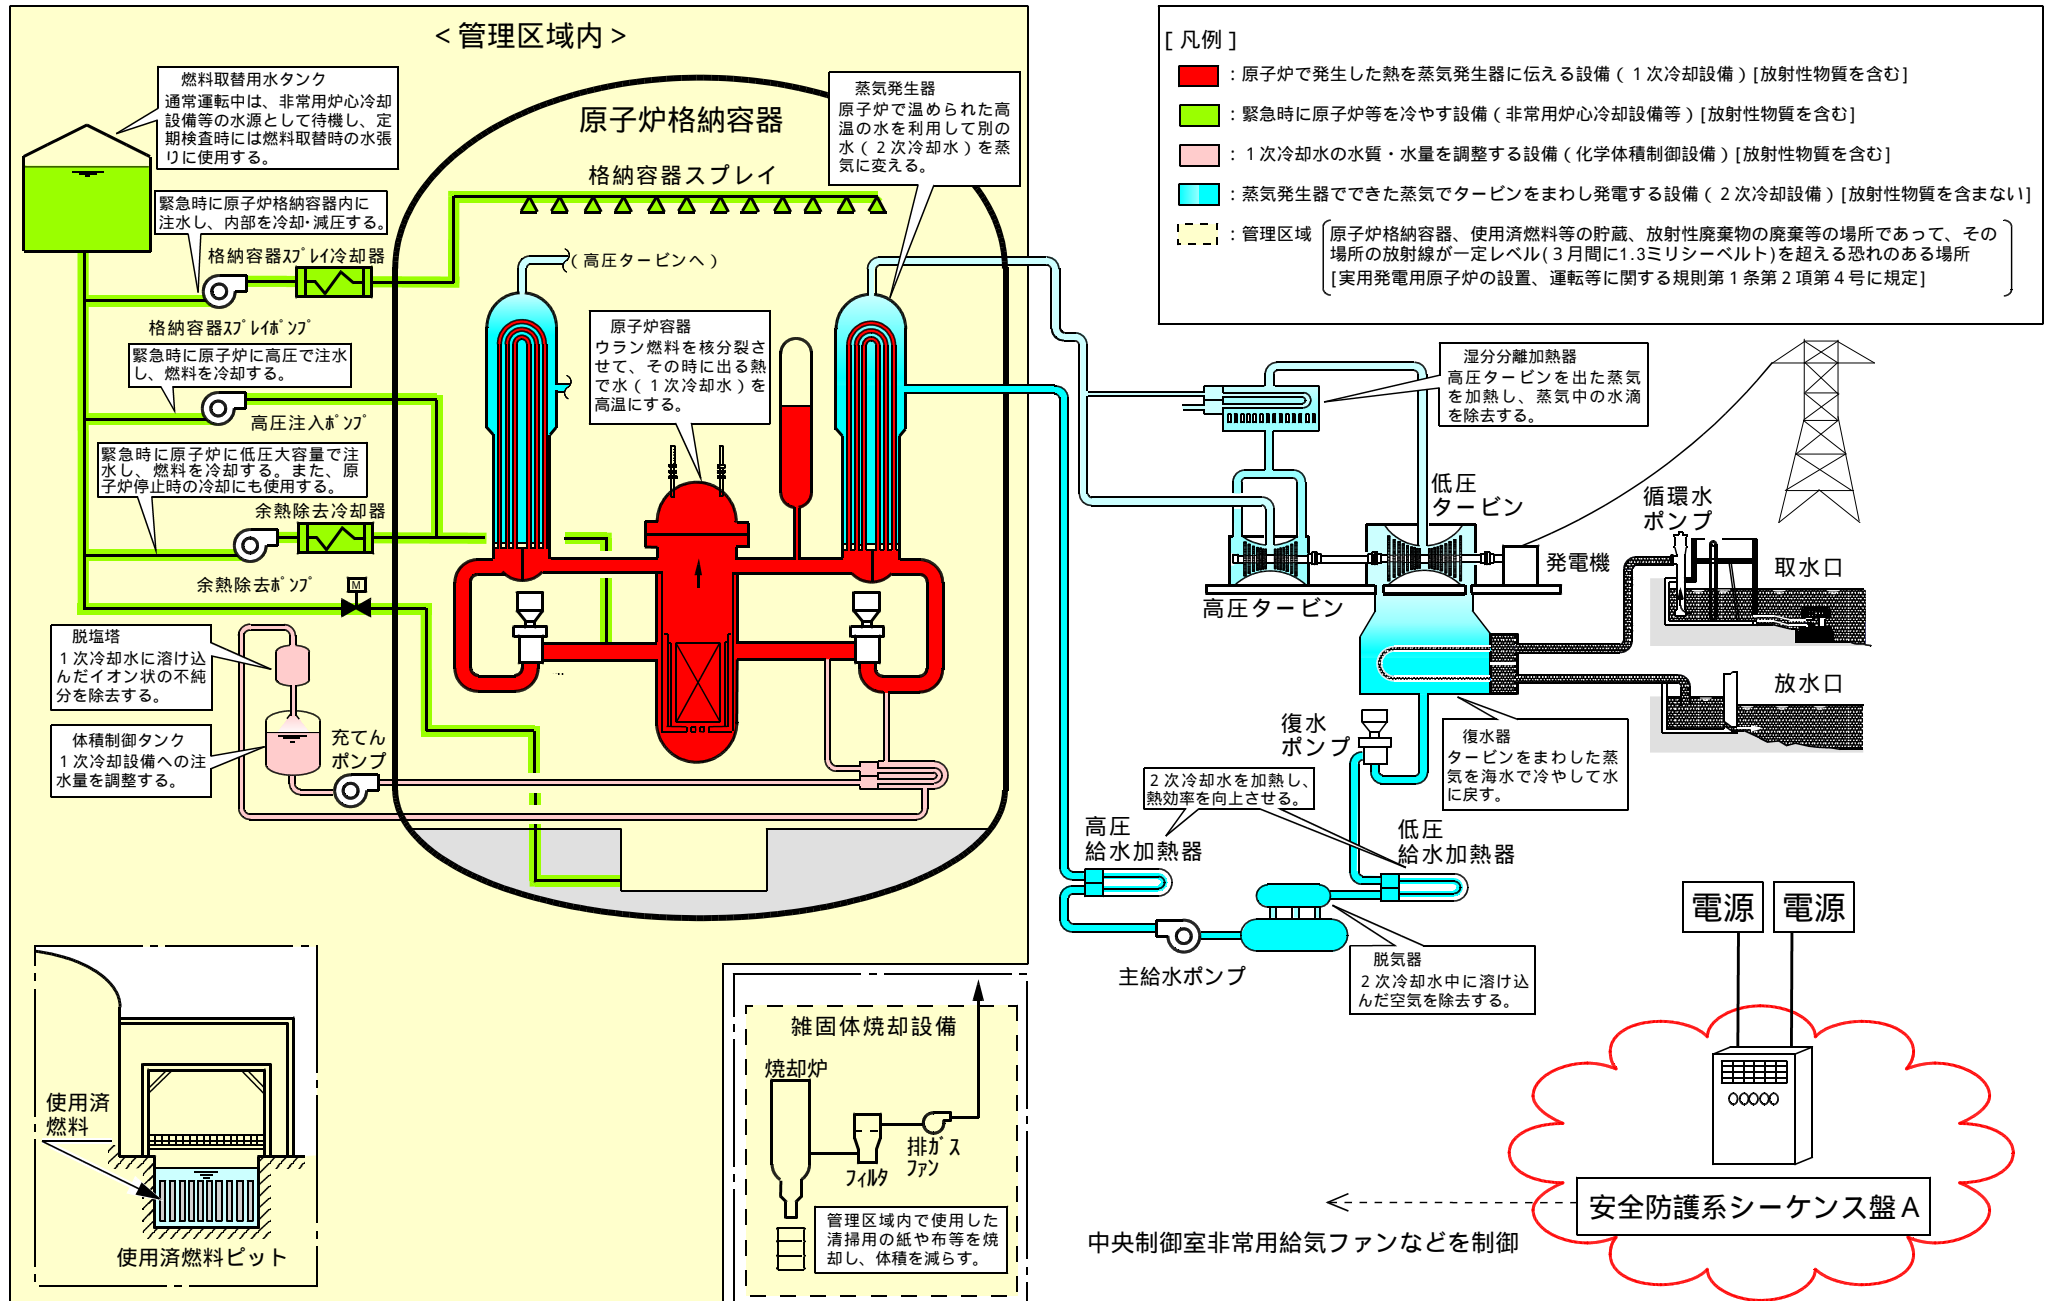 ＜管理区域内＞
燃料取替用水タンク
通常運転中は、非常用炉心冷却
設備等の水源として待機し、定
期検査時には燃料取替時の水張
りに使用する。
緊急時に原子炉格納容器内に
注水し、内部を冷却･減圧する。
格納容器ｽﾌﾟﾚｲ冷却器
格納容器ｽﾌﾟﾚｲﾎﾟﾝﾌﾟ
緊急時に原子炉に高圧で注水
し、燃料を冷却する。
高圧注入ﾎﾟﾝﾌﾟ
緊急時に原子炉に低圧大容量で注
水し、燃料を冷却する。また、原
子炉停止時の冷却にも使用する。
余熱除去冷却器
余熱除去ﾎﾟﾝﾌﾟ
M
脱塩塔
１次冷却水に溶け込
んだイオン状の不純
分を除去する。
体積制御タンク
１次冷却設備への注
水量を調整する。
充てん
ポンプ
原子炉格納容器
格納容器スプレイ
（高圧タービンへ）
蒸気発生器
原子炉で温められた高
温の水を利用して別の
水（２次冷却水）を蒸
気に変える。
原子炉容器
ウラン燃料を核分裂さ
せて、その時に出る熱
で水（１次冷却水）を
高温にする。
[凡例]
：原子炉で発生した熱を蒸気発生器に伝える設備（１次冷却設備）[放射性物質を含む]
：緊急時に原子炉等を冷やす設備（非常用炉心冷却設備等）[放射性物質を含む]
：１次冷却水の水質・水量を調整する設備（化学体積制御設備）[放射性物質を含む]
：蒸気発生器でできた蒸気でタービンをまわし発電する設備（２次冷却設備）[放射性物質を含まない]
：管理区域
原子炉格納容器、使用済燃料等の貯蔵、放射性廃棄物の廃棄等の場所であって、その
場所の放射線が一定レベル(３月間に1.3ミリシーベルト)を超える恐れのある場所
[実用発電用原子炉の設置、運転等に関する規則第１条第２項第４号に規定]
湿分分離加熱器
高圧タービンを出た蒸気
を加熱し、蒸気中の水滴
を除去する。
低圧
タービン
高圧タービン
発電機
循環水
ポンプ
取水口
放水口
復水
ポンプ
復水器
タービンをまわした蒸
気を海水で冷やして水
に戻す。
２次冷却水を加熱し、
熱効率を向上させる。
高圧
給水加熱器
低圧
給水加熱器
主給水ポンプ
脱気器
２次冷却水中に溶け込
んだ空気を除去する。
使用済
燃料
使用済燃料ピット
雑固体焼却設備
焼却炉
フィルタ
排ｶﾞｽ
ファン
管理区域内で使用した
清掃用の紙や布等を焼
却し、体積を減らす。
電源
電源
安全防護系シーケンス盤Ａ
中央制御室非常用給気ファンなどを制御